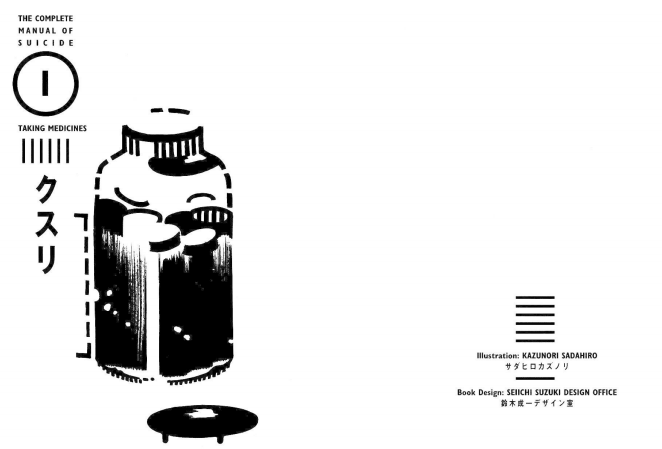 THE COMPLETE
MANUAL OF
SUICIDE
1
TAKING MEDICINES
クスリ
Illustration: KAZUNORI SADAHIRO
サダヒロカズノリ
Book Design: SEIICHI SUZUKI DESIGN OFFICE
鈴木成一デザイン室